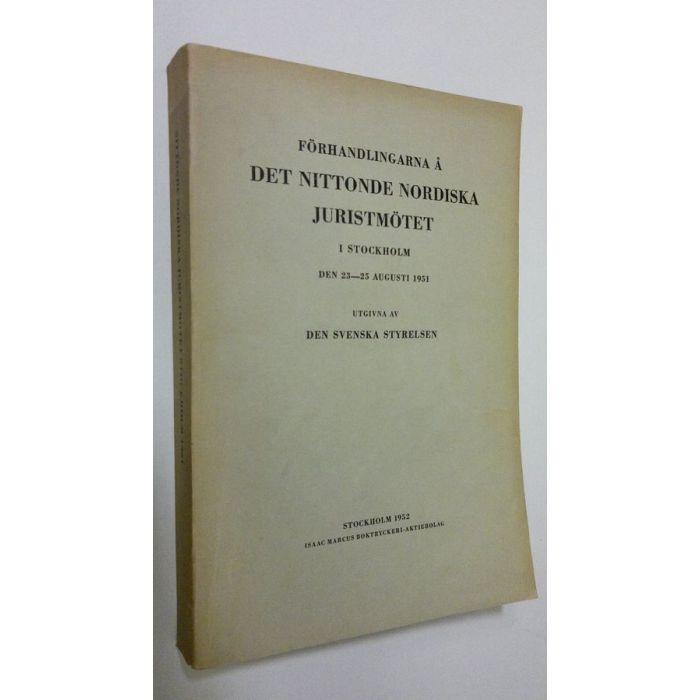 FÖRHANDLINGARNA Å
DET NITTONDE NORDISKA
JURISTMÖTET
I STOCKHOLM
DEN 23—25 AUGUSTI 1951
UTGIVNA AV
DEN SVENSKA STYRELSEN
STOCKHOLM 1952
ISAAC MARCUS BOKTRYCKERI-AKTIEBOLAG